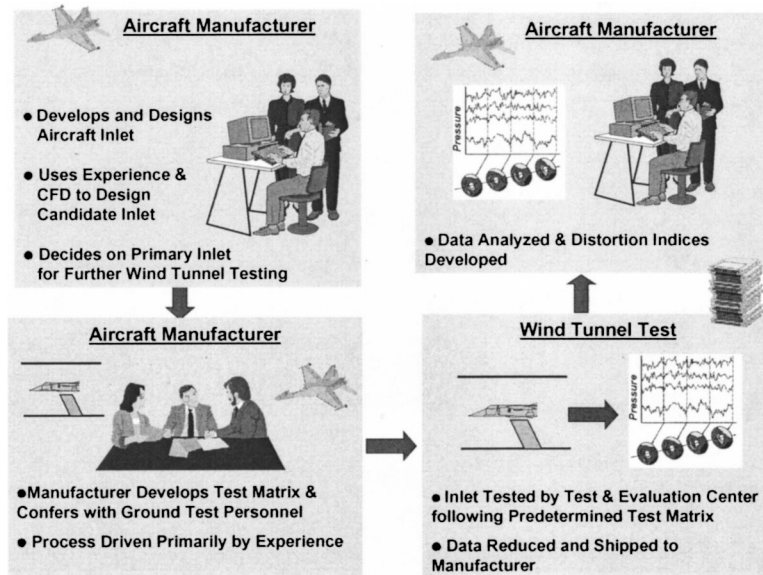 Aircraft Manufacturer
● Develops and Designs
Aircraft Inlet
● Uses Experience &
CFD to Design
Candidate Inlet
● Decides on Primary Inlet
for Further Wind Tunnel Testing
Aircraft Manufacturer
●Manufacturer Develops Test Matrix &
Confers with Ground Test Personnel
● Process Driven Primarily by Experience
Wind Tunnel Test
Pressure
● Inlet Tested by Test & Evaluation Center
following Predetermined Test Matrix
● Data Reduced and Shipped to
Manufacturer
Aircraft Manufacturer
Pressure
● Data Analyzed & Distortion Indices
Developed